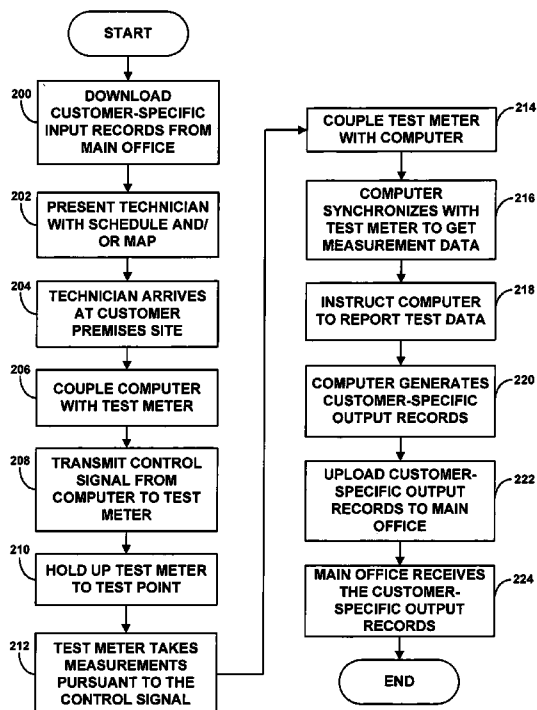 START
200
DOWNLOAD
CUSTOMER-SPECIFIC
INPUT RECORDS FROM
MAIN OFFICE
202
PRESENT TECHNICIAN
WITH SCHEDULE AND/
OR MAP
204
TECHNICIAN ARRIVES
AT CUSTOMER
PREMISES SITE
206
COUPLE COMPUTER
WITH TEST METER
208
TRANSMIT CONTROL
SIGNAL FROM
COMPUTER TO TEST
METER
210
HOLD UP TEST METER
TO TEST POINT
212
TEST METER TAKES
MEASUREMENTS
PURSUANT TO THE
CONTROL SIGNAL
214
COUPLE TEST METER
WITH COMPUTER
216
COMPUTER
SYNCHRONIZES WITH
TEST METER TO GET
MEASUREMENT DATA
218
INSTRUCT COMPUTER
TO REPORT TEST DATA
220
COMPUTER GENERATES
CUSTOMER-SPECIFIC
OUTPUT RECORDS
222
UPLOAD CUSTOMER-
SPECIFIC OUTPUT
RECORDS TO MAIN
OFFICE
224
MAIN OFFICE RECEIVES
THE CUSTOMER-
SPECIFIC OUTPUT
RECORDS
END